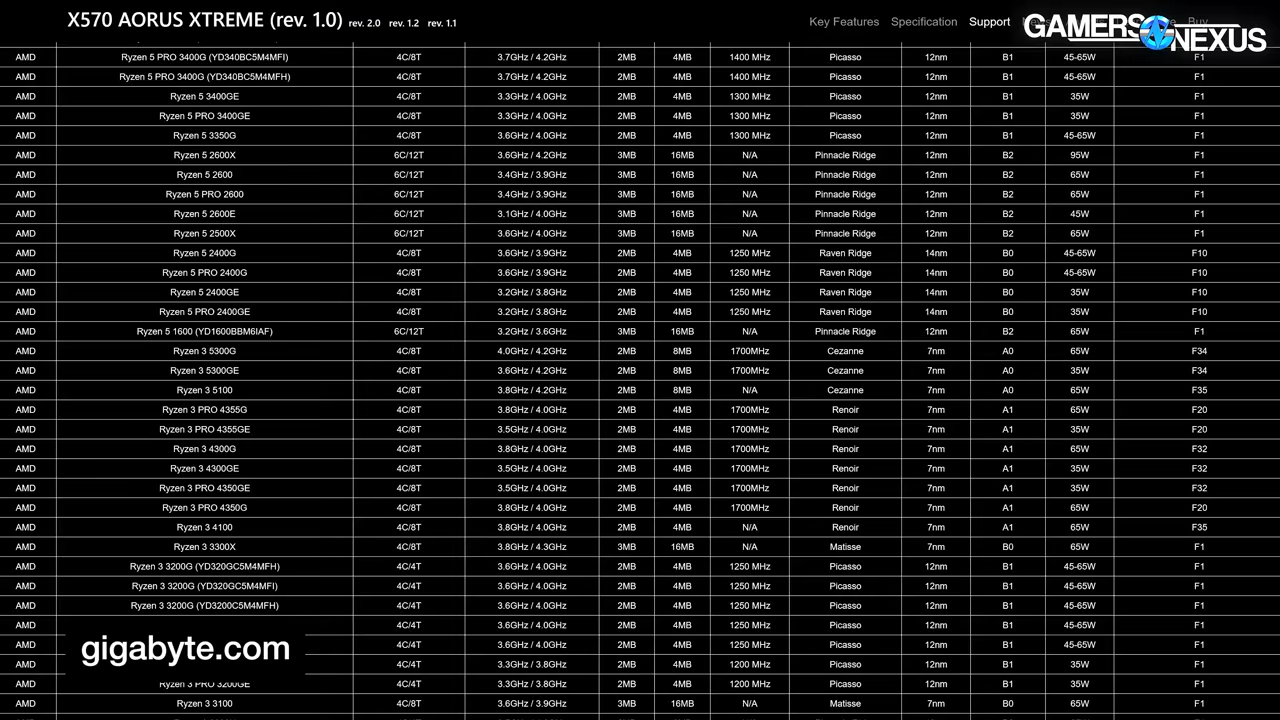 X570 AORUS XTREME (rev. 1.0) rev. 2.0 rev. 1.2 rev. 1.1
Key Features Specification Support Buy
GAMERS NEXUS
AMD Ryzen 5 PRO 3400G (YD340BC5M4MFI) 4C/8T 3.7GHz / 4.2GHz 2MB 4MB 1400 MHz Picasso 12nm B1 45-65W F1
AMD Ryzen 5 PRO 3400G (YD340BC5M4MFH) 4C/8T 3.7GHz / 4.2GHz 2MB 4MB 1400 MHz Picasso 12nm B1 45-65W F1
AMD Ryzen 5 3400GE 4C/8T 3.3GHz / 4.0GHz 2MB 4MB 1300 MHz Picasso 12nm B1 35W F1
AMD Ryzen 5 PRO 3400GE 4C/8T 3.3GHz / 4.0GHz 2MB 4MB 1300 MHz Picasso 12nm B1 35W F1
AMD Ryzen 5 3350G 4C/8T 3.6GHz / 4.0GHz 2MB 4MB 1300 MHz Picasso 12nm B1 45-65W F1
AMD Ryzen 5 2600X 6C/12T 3.6GHz / 4.2GHz 3MB 16MB N/A Pinnacle Ridge 12nm B2 95W F1
AMD Ryzen 5 2600 6C/12T 3.4GHz / 3.9GHz 3MB 16MB N/A Pinnacle Ridge 12nm B2 65W F1
AMD Ryzen 5 PRO 2600 6C/12T 3.4GHz / 3.9GHz 3MB 16MB N/A Pinnacle Ridge 12nm B2 65W F1
AMD Ryzen 5 2600E 6C/12T 3.1GHz / 4.0GHz 3MB 16MB N/A Pinnacle Ridge 12nm B2 45W F1
AMD Ryzen 5 2500X 6C/12T 3.6GHz / 4.0GHz 3MB 16MB N/A Pinnacle Ridge 12nm B2 65W F1
AMD Ryzen 5 2400G 4C/8T 3.6GHz / 3.9GHz 2MB 4MB 1250 MHz Raven Ridge 14nm B0 45-65W F10
AMD Ryzen 5 PRO 2400G 4C/8T 3.6GHz / 3.9GHz 2MB 4MB 1250 MHz Raven Ridge 14nm B0 45-65W F10
AMD Ryzen 5 2400GE 4C/8T 3.2GHz / 3.8GHz 2MB 4MB 1250 MHz Raven Ridge 14nm B0 35W F10
AMD Ryzen 5 PRO 2400GE 4C/8T 3.2GHz / 3.8GHz 2MB 4MB 1250 MHz Raven Ridge 14nm B0 35W F10
AMD Ryzen 5 1600 (YD1600BBM6IAF) 6C/12T 3.2GHz / 3.6GHz 3MB 16MB N/A Pinnacle Ridge 12nm B2 65W F1
AMD Ryzen 3 5300G 4C/8T 4.0GHz / 4.2GHz 2MB 8MB 1700MHz Cezanne 7nm A0 65W F34
AMD Ryzen 3 5300GE 4C/8T 3.6GHz / 4.2GHz 2MB 8MB 1700MHz Cezanne 7nm A0 35W F34
AMD Ryzen 3 5100 4C/8T 3.8GHz / 4.2GHz 2MB 8MB N/A Cezanne 7nm A0 65W F35
AMD Ryzen 3 PRO 4355G 4C/8T 3.8GHz / 4.0GHz 2MB 4MB 1700MHz Renoir 7nm A1 65W F20
AMD Ryzen 3 PRO 4355GE 4C/8T 3.5GHz / 4.0GHz 2MB 4MB 1700MHz Renoir 7nm A1 35W F20
AMD Ryzen 3 4300G 4C/8T 3.8GHz / 4.0GHz 2MB 4MB 1700MHz Renoir 7nm A1 65W F32
AMD Ryzen 3 4300GE 4C/8T 3.5GHz / 4.0GHz 2MB 4MB 1700MHz Renoir 7nm A1 35W F32
AMD Ryzen 3 PRO 4350GE 4C/8T 3.5GHz / 4.0GHz 2MB 4MB 1700MHz Renoir 7nm A1 35W F32
AMD Ryzen 3 PRO 4350G 4C/8T 3.8GHz / 4.0GHz 2MB 4MB 1700MHz Renoir 7nm A1 65W F20
AMD Ryzen 3 4100 4C/8T 3.8GHz / 4.0GHz 2MB 4MB N/A Renoir 7nm A1 65W F35
AMD Ryzen 3 3300X 4C/8T 3.8GHz / 4.3GHz 3MB 16MB N/A Matisse 7nm B0 65W F1
AMD Ryzen 3 3200G (YD320GC5M4MFH) 4C/4T 3.6GHz / 4.0GHz 2MB 4MB 1250 MHz Picasso 12nm B1 45-65W F1
AMD Ryzen 3 3200G (YD320GC5M4MFI) 4C/4T 3.6GHz / 4.0GHz 2MB 4MB 1250 MHz Picasso 12nm B1 45-65W F1
AMD Ryzen 3 3200G (YD3200C5M4MFH) 4C/4T 3.6GHz / 4.0GHz 2MB 4MB 1250 MHz Picasso 12nm B1 45-65W F1
AMD 4C/4T 3.6GHz / 4.0GHz 2MB 4MB 1250 MHz Picasso 12nm B1 45-65W F1
AMD 4C/4T 3.6GHz / 4.0GHz 2MB 4MB 1250 MHz Picasso 12nm B1 45-65W F1
gigabyte.com
AMD 4C/4T 3.3GHz / 3.8GHz 2MB 4MB 1200 MHz Picasso 12nm B1 35W F1
AMD Ryzen 3 PRO 3200GE 4C/4T 3.3GHz / 3.8GHz 2MB 4MB 1200 MHz Picasso 12nm B1 35W F1
AMD Ryzen 3 3100 4C/8T 3.6GHz / 3.9GHz 3MB 16MB N/A Matisse 7nm B0 65W F1